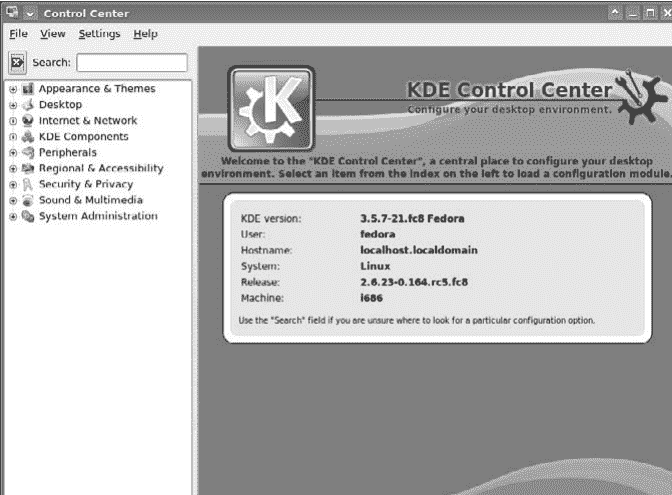 Control Center
File View Settings Help
Search:
Appearance & Themes
Desktop
Internet & Network
KDE Components
Peripherals
Regional & Accessibility
Security & Privacy
Sound & Multimedia
System Administration
KDE Control Center
Configure your desktop environment.
Welcome to the "KDE Control Center", a central place to configure your desktop
environment. Select an item from the index on the left to load a configuration module.
KDE version: 3.5.7-21.fc8 Fedora
User: fedora
Hostname: localhost.localdomain
System: Linux
Release: 2.6.23-0.164.rc5.fc8
Machine: i686
Use the "Search" field if you are unsure where to look for a particular configuration option.